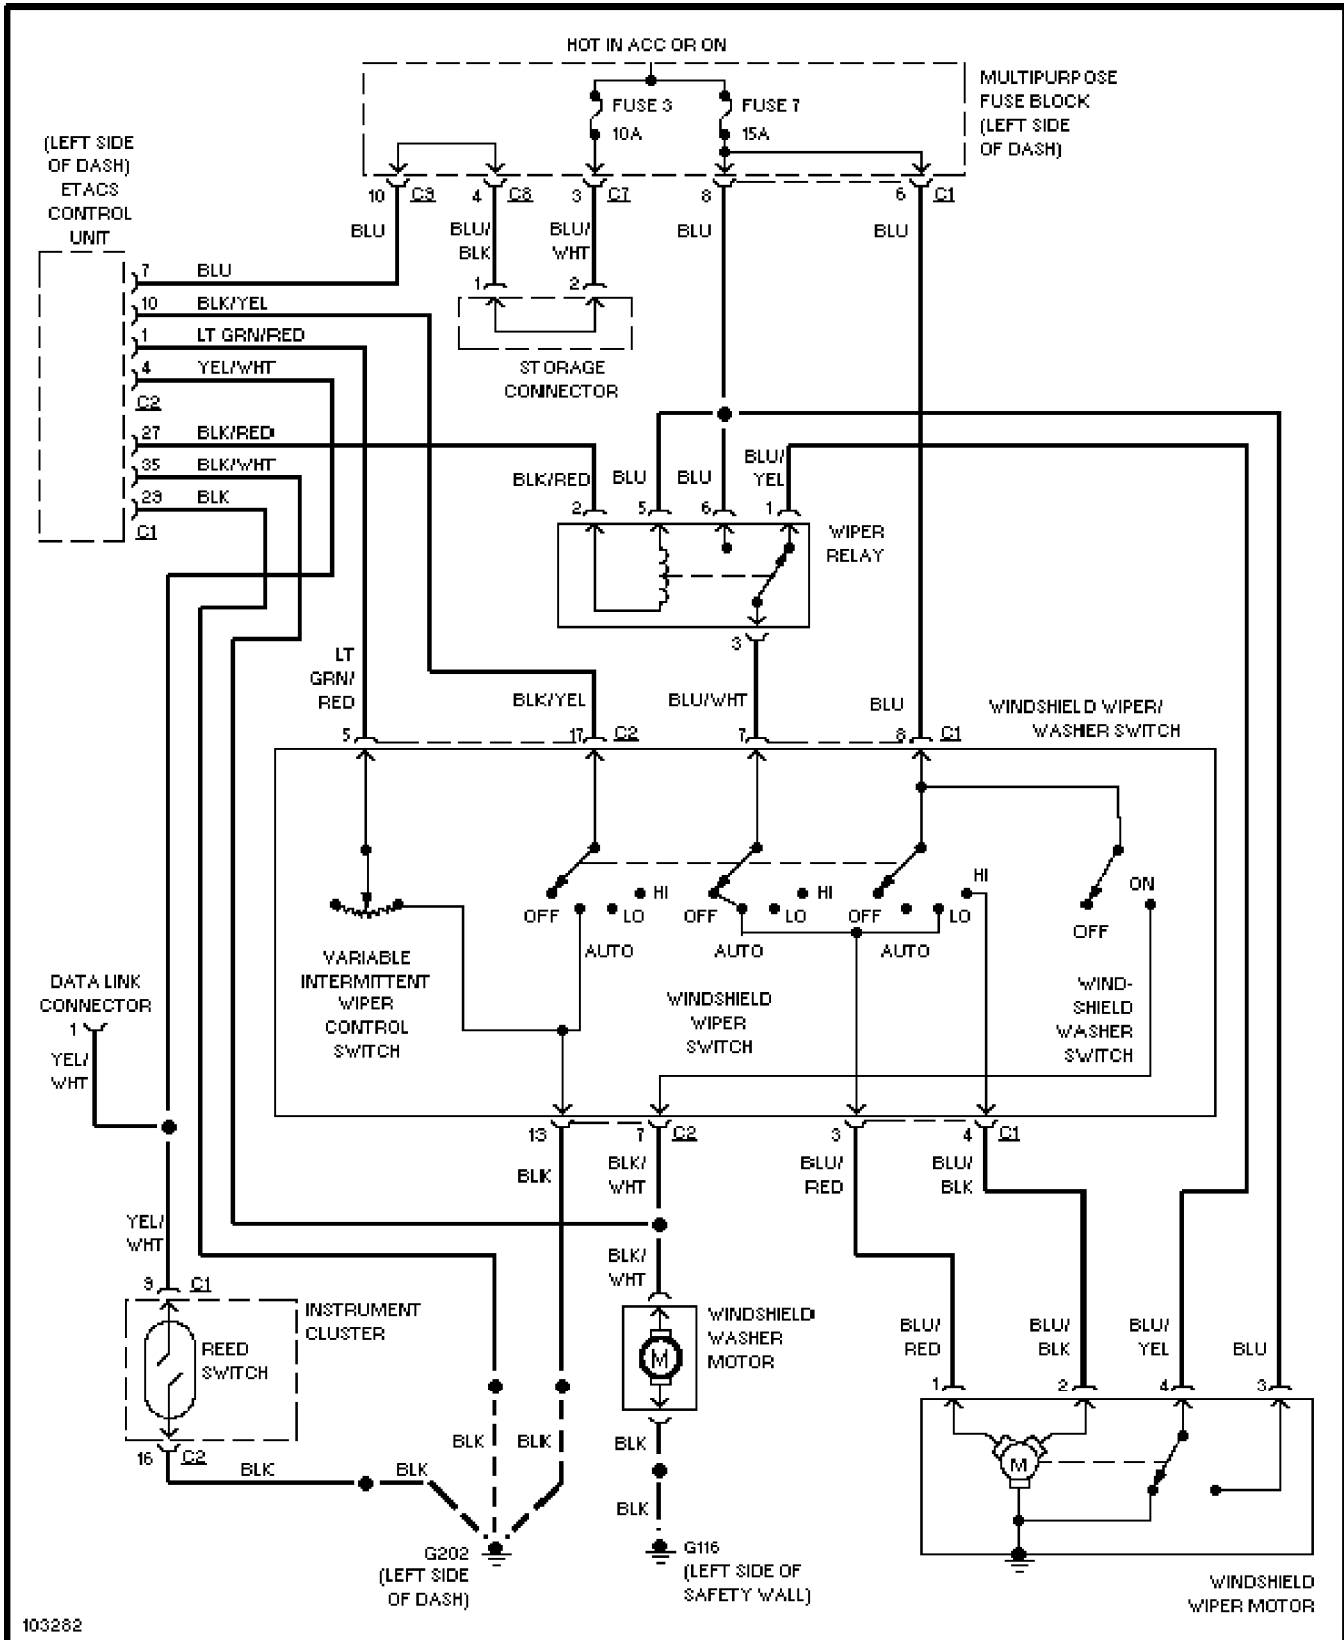 HOT IN ACC OR ON
MULTIPURPOSE
FUSE BLOCK
(LEFT SIDE
OF DASH)
FUSE 3
10A
FUSE 7
15A
(LEFT SIDE
OF DASH)
ETACS
CONTROL
UNIT
10 C9
4 C8
3 C7
8
6 C1
BLU
BLU/
BLK
BLU/
WHT
BLU
BLU
1
2
STORAGE
CONNECTOR
7 BLU
10 BLK/YEL
1 LT GRN/RED
4 YEL/WHT
C2
27 BLK/RED
35 BLK/WHT
29 BLK
C1
BLK/RED
BLU
BLU
BLU/
YEL
2
5
6
1
WIPER
RELAY
3
LT
GRN/
RED
BLK/YEL
BLU/WHT
BLU
WINDSHIELD WIPER/
WASHER SWITCH
5
17 C2
7
8 C1
OFF
LO
HI
AUTO
OFF
LO
HI
AUTO
OFF
LO
HI
AUTO
ON
OFF
VARIABLE
INTERMITTENT
WIPER
CONTROL
SWITCH
WINDSHIELD
WIPER
SWITCH
WIND-
SHIELD
WASHER
SWITCH
DATA LINK
CONNECTOR
1
YEL/
WHT
13
7 C2
3
4 C1
BLK
BLK/
WHT
BLU/
RED
BLU/
BLK
YEL/
WHT
BLK/
WHT
9 C1
INSTRUMENT
CLUSTER
REED
SWITCH
16 C2
BLK
BLK
BLK
BLK
G202
(LEFT SIDE
OF DASH)
WINDSHIELD
WASHER
MOTOR
M
BLK
BLK
G116
(LEFT SIDE OF
SAFETY WALL)
BLU/
RED
BLU/
BLK
BLU/
YEL
BLU
1
2
4
3
M
WINDSHIELD
WIPER MOTOR
103282